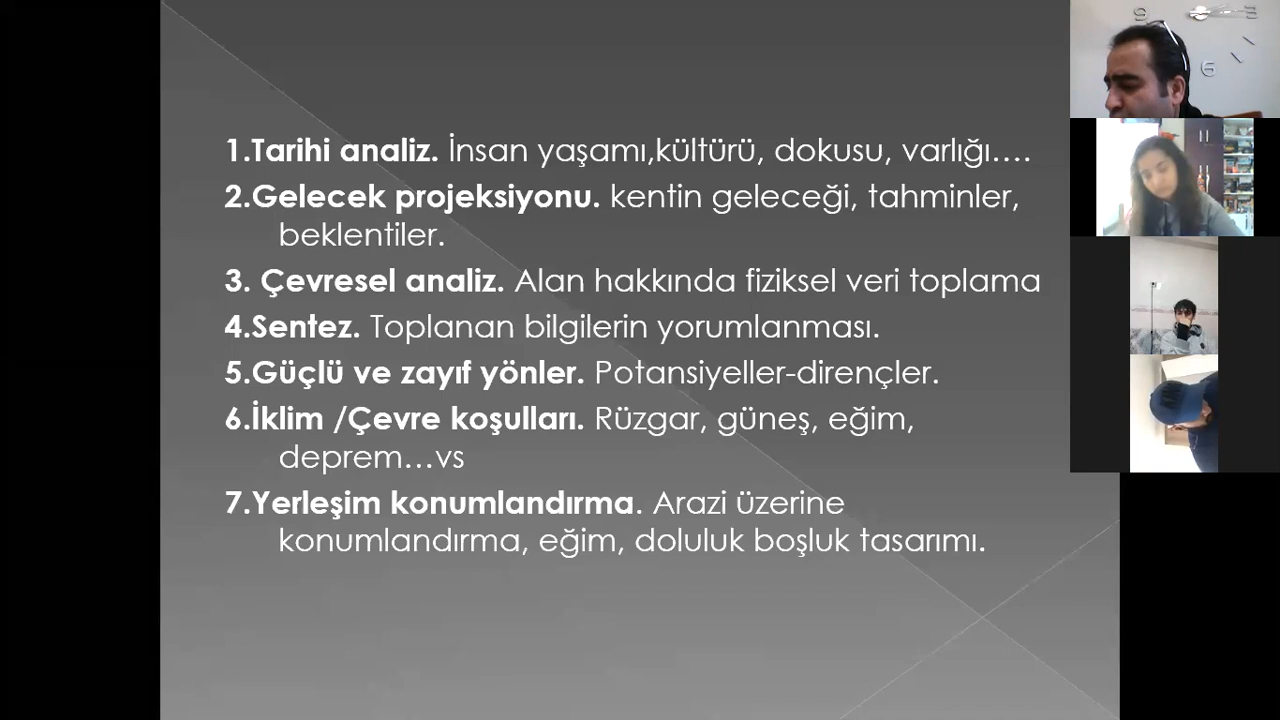 1.Tarihi analiz. İnsan yaşamı,kültürü, dokusu, varlığı....
2.Gelecek projeksiyonu. kentin geleceği, tahminler,
beklentiler.
3. Çevresel analiz. Alan hakkında fiziksel veri toplama
4.Sentez. Toplanan bilgilerin yorumlanması.
5.Güçlü ve zayıf yönler. Potansiyeller-dirençler.
6.İklim /Çevre koşulları. Rüzgar, güneş, eğim,
deprem...vs
7.Yerleşim konumlandırma. Arazi üzerine
konumlandırma, eğim, doluluk boşluk tasarımı.